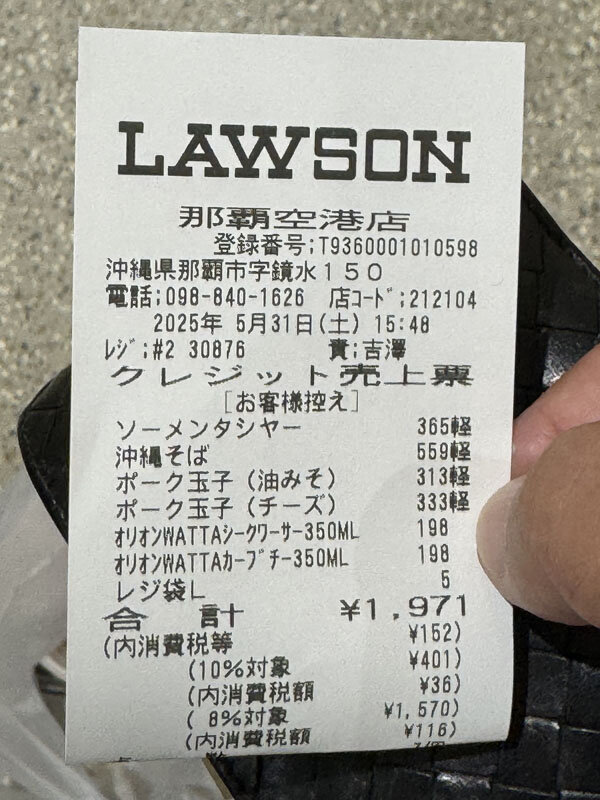 LAWSON
那覇空港店
登録番号;T9360001010598
沖縄県那覇市字鏡水150
電話;098-840-1626 店コード;212104
2025年 5月31日(土) 15:48
レジ;#2 30876 責;吉澤
クレジット売上票
[お客様控え]
ソーメンタシヤー 365軽
沖縄そば 559軽
ポーク玉子(油みそ) 313軽
ポーク玉子(チーズ) 333軽
オリオンWATTAシークワーサー350ML 198
オリオンWATTAカーブチー350ML 198
レジ袋L 5
合計 ¥1,971
(内消費税等 ¥152)
(10%対象 ¥401)
(内消費税額 ¥36)
( 8%対象 ¥1,570)
(内消費税額 ¥116)